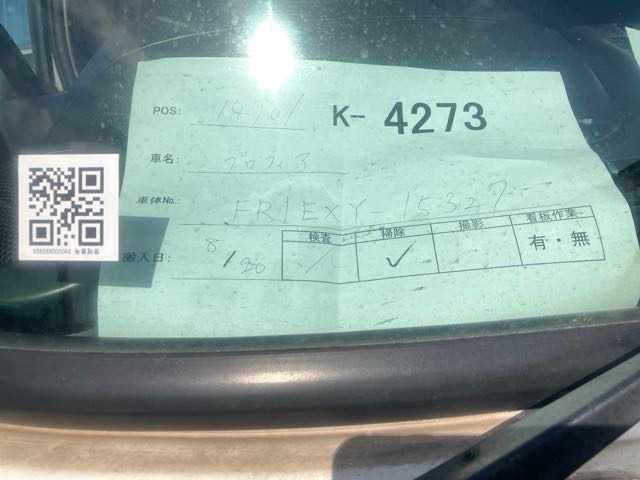 POS: 14701 K-4273
車名: プロフィア
車体No.: FR1EXY-15327
搬入日: 8/20
検査 掃除 撮影 看板作業
✓ 有・無